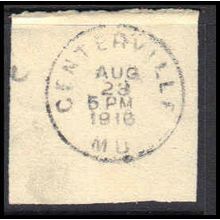 CENTERVILLE
AUG
23
5 PM
1916
MD.